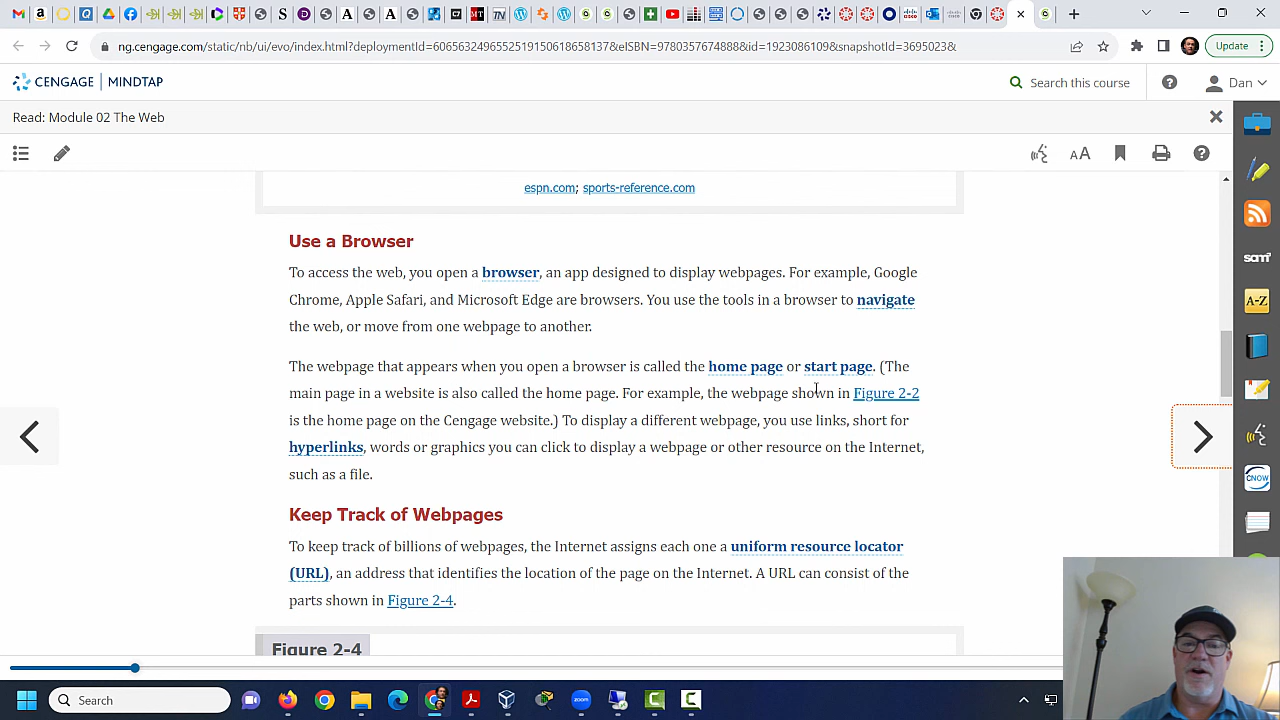 ng.cengage.com/static/nb/ui/evo/index.html?deploymentId=
Update
CENGAGE | MINDTAP
Search this course
Dan
Read: Module 02 The Web
AA
espn.com; sports-reference.com
Use a Browser
To access the web, you open a browser, an app designed to display webpages. For example, Google
Chrome, Apple Safari, and Microsoft Edge are browsers. You use the tools in a browser to navigate
the web, or move from one webpage to another.
The webpage that appears when you open a browser is called the home page or start page. (The
main page in a website is also called the home page. For example, the webpage shown in Figure 2-2
is the home page on the Cengage website.) To display a different webpage, you use links, short for
hyperlinks, words or graphics you can click to display a webpage or other resource on the Internet,
such as a file.
Keep Track of Webpages
To keep track of billions of webpages, the Internet assigns each one a uniform resource locator
(URL), an address that identifies the location of the page on the Internet. A URL can consist of the
parts shown in Figure 2-4.
Figure 2-4
sam
A-Z
CNOW
Search